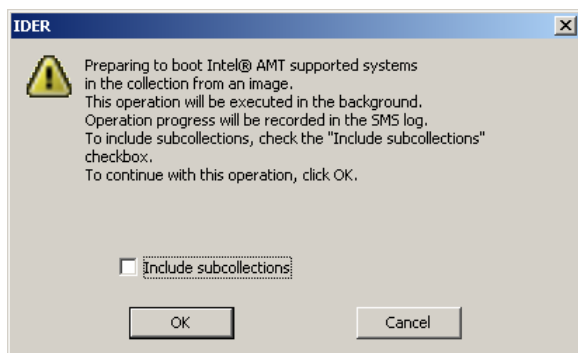 IDER
Preparing to boot Intel® AMT supported systems
in the collection from an image.
This operation will be executed in the background.
Operation progress will be recorded in the SMS log.
To include subcollections, check the "Include subcollections"
checkbox.
To continue with this operation, click OK.
Include subcollections
OK
Cancel